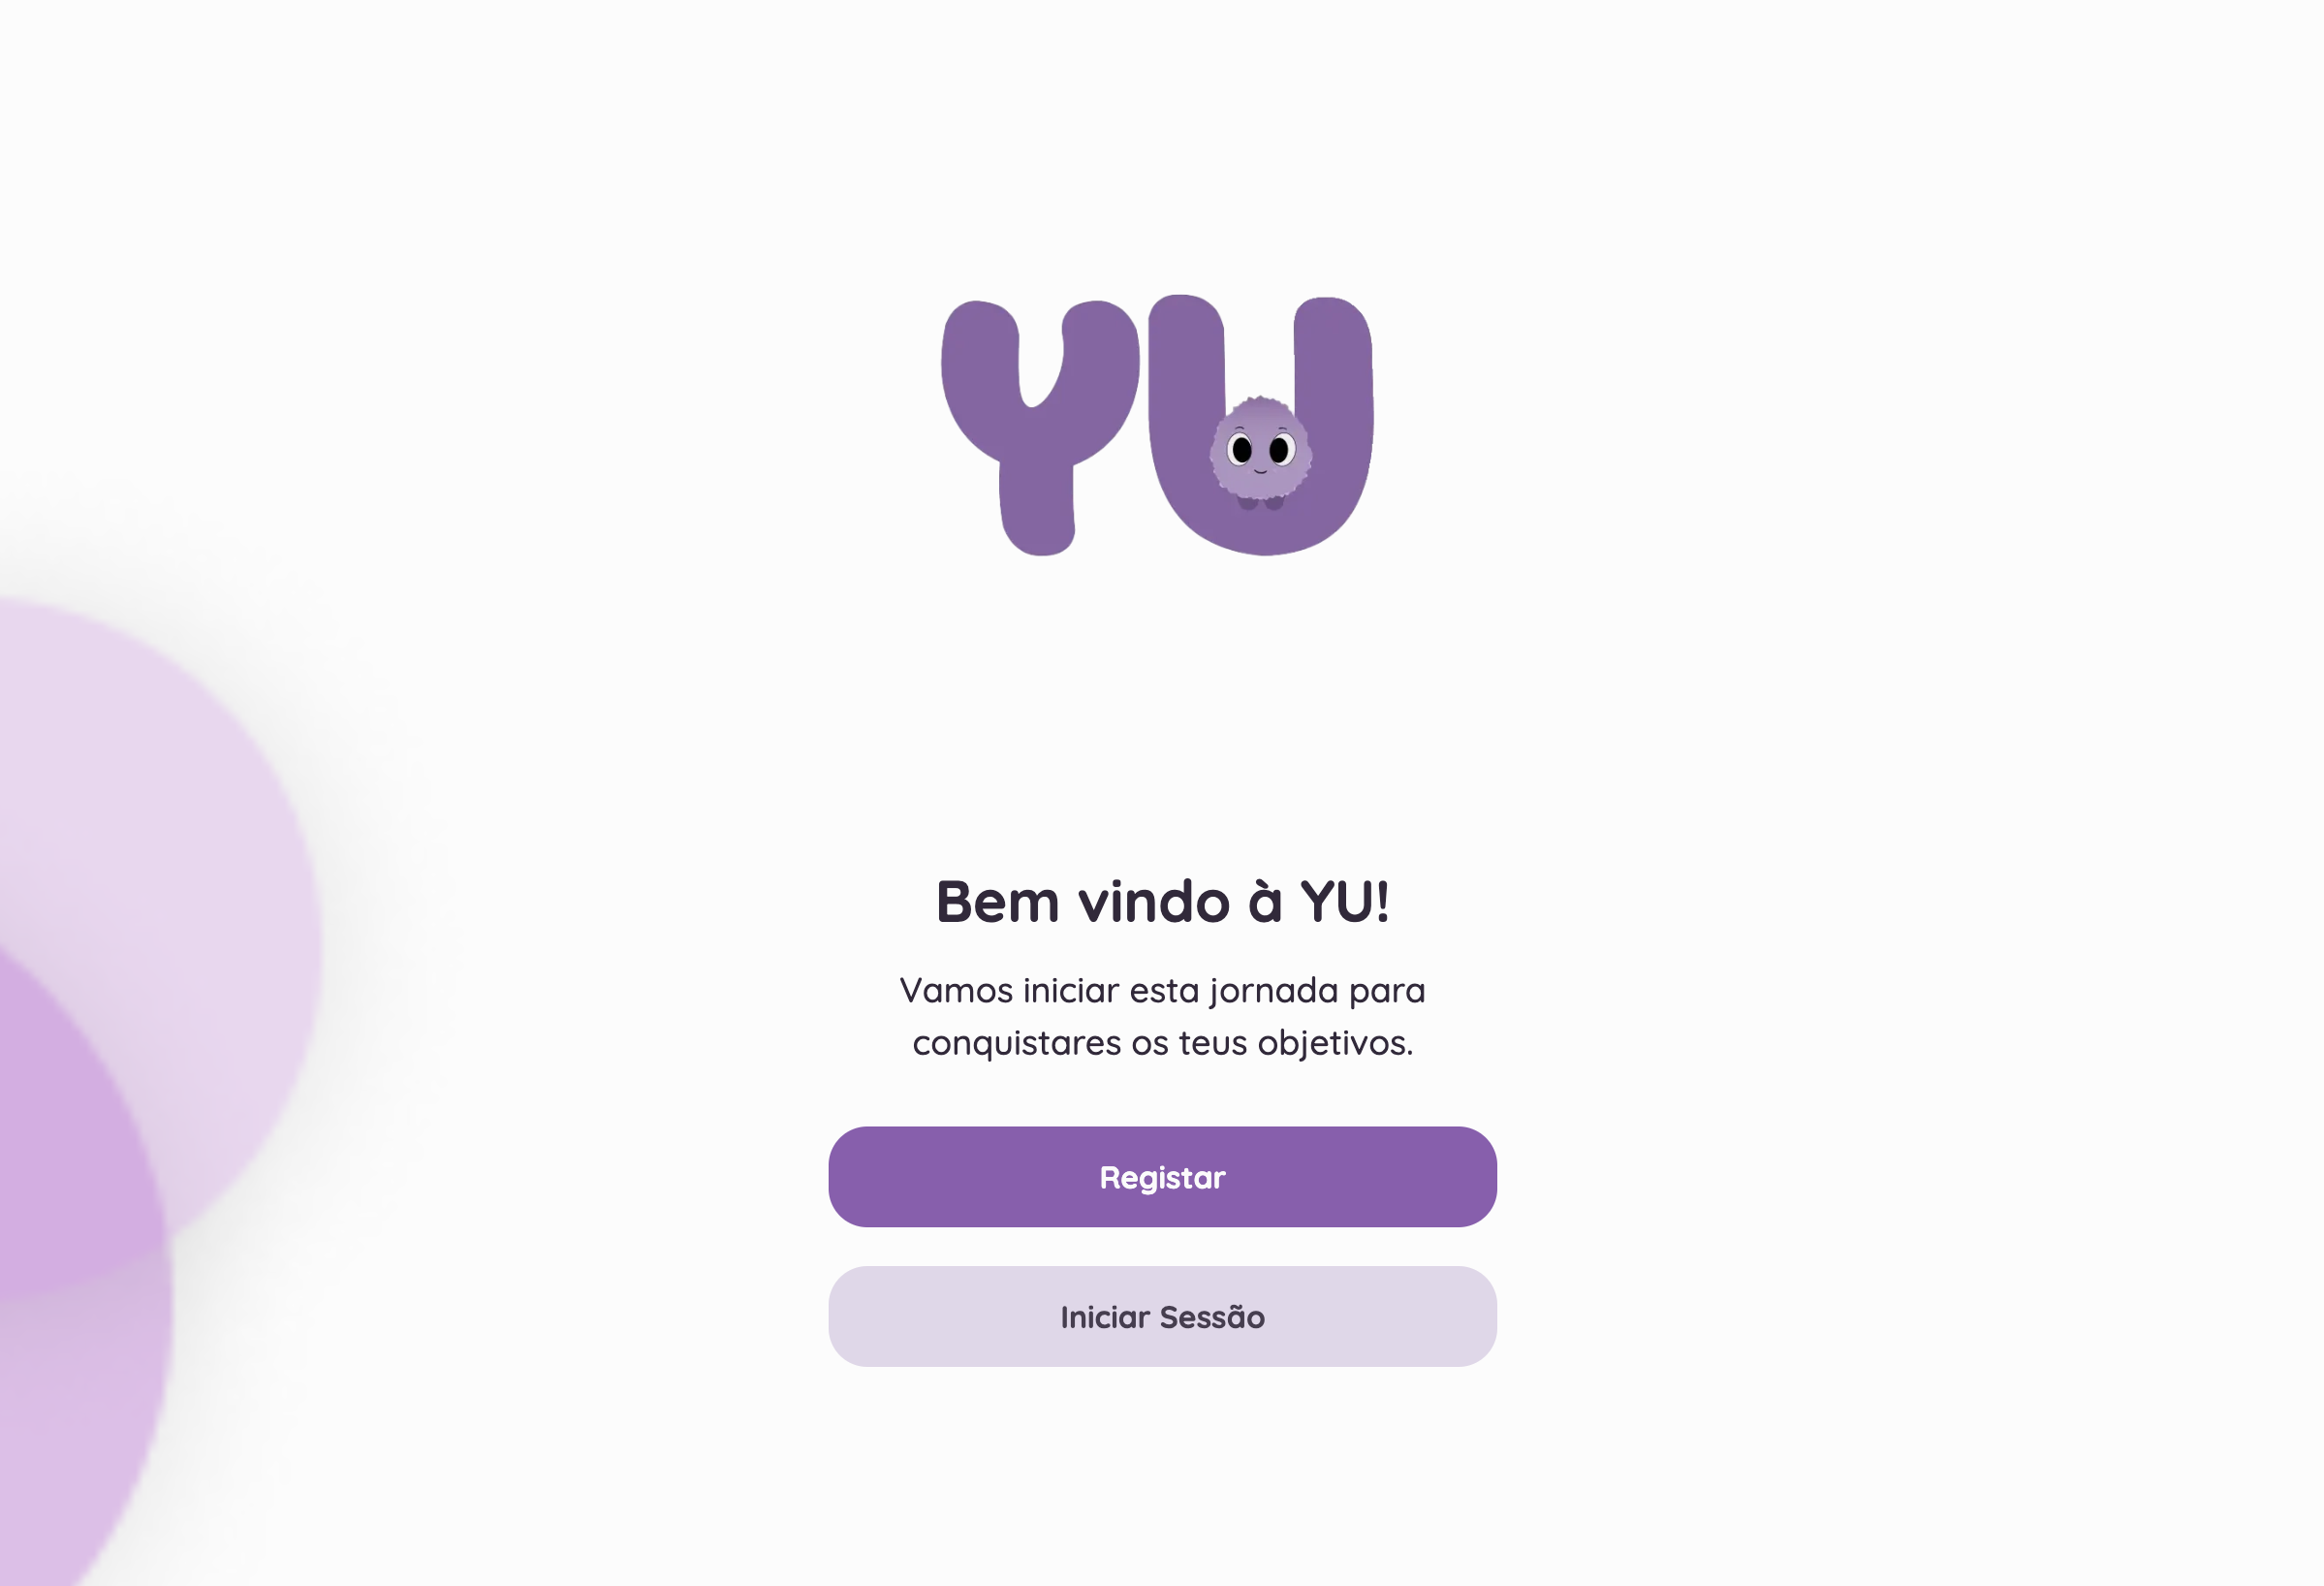 YU
Bem vindo à YU!
Vamos iniciar esta jornada para
conquistares os teus objetivos.
Registar
Iniciar Sessão